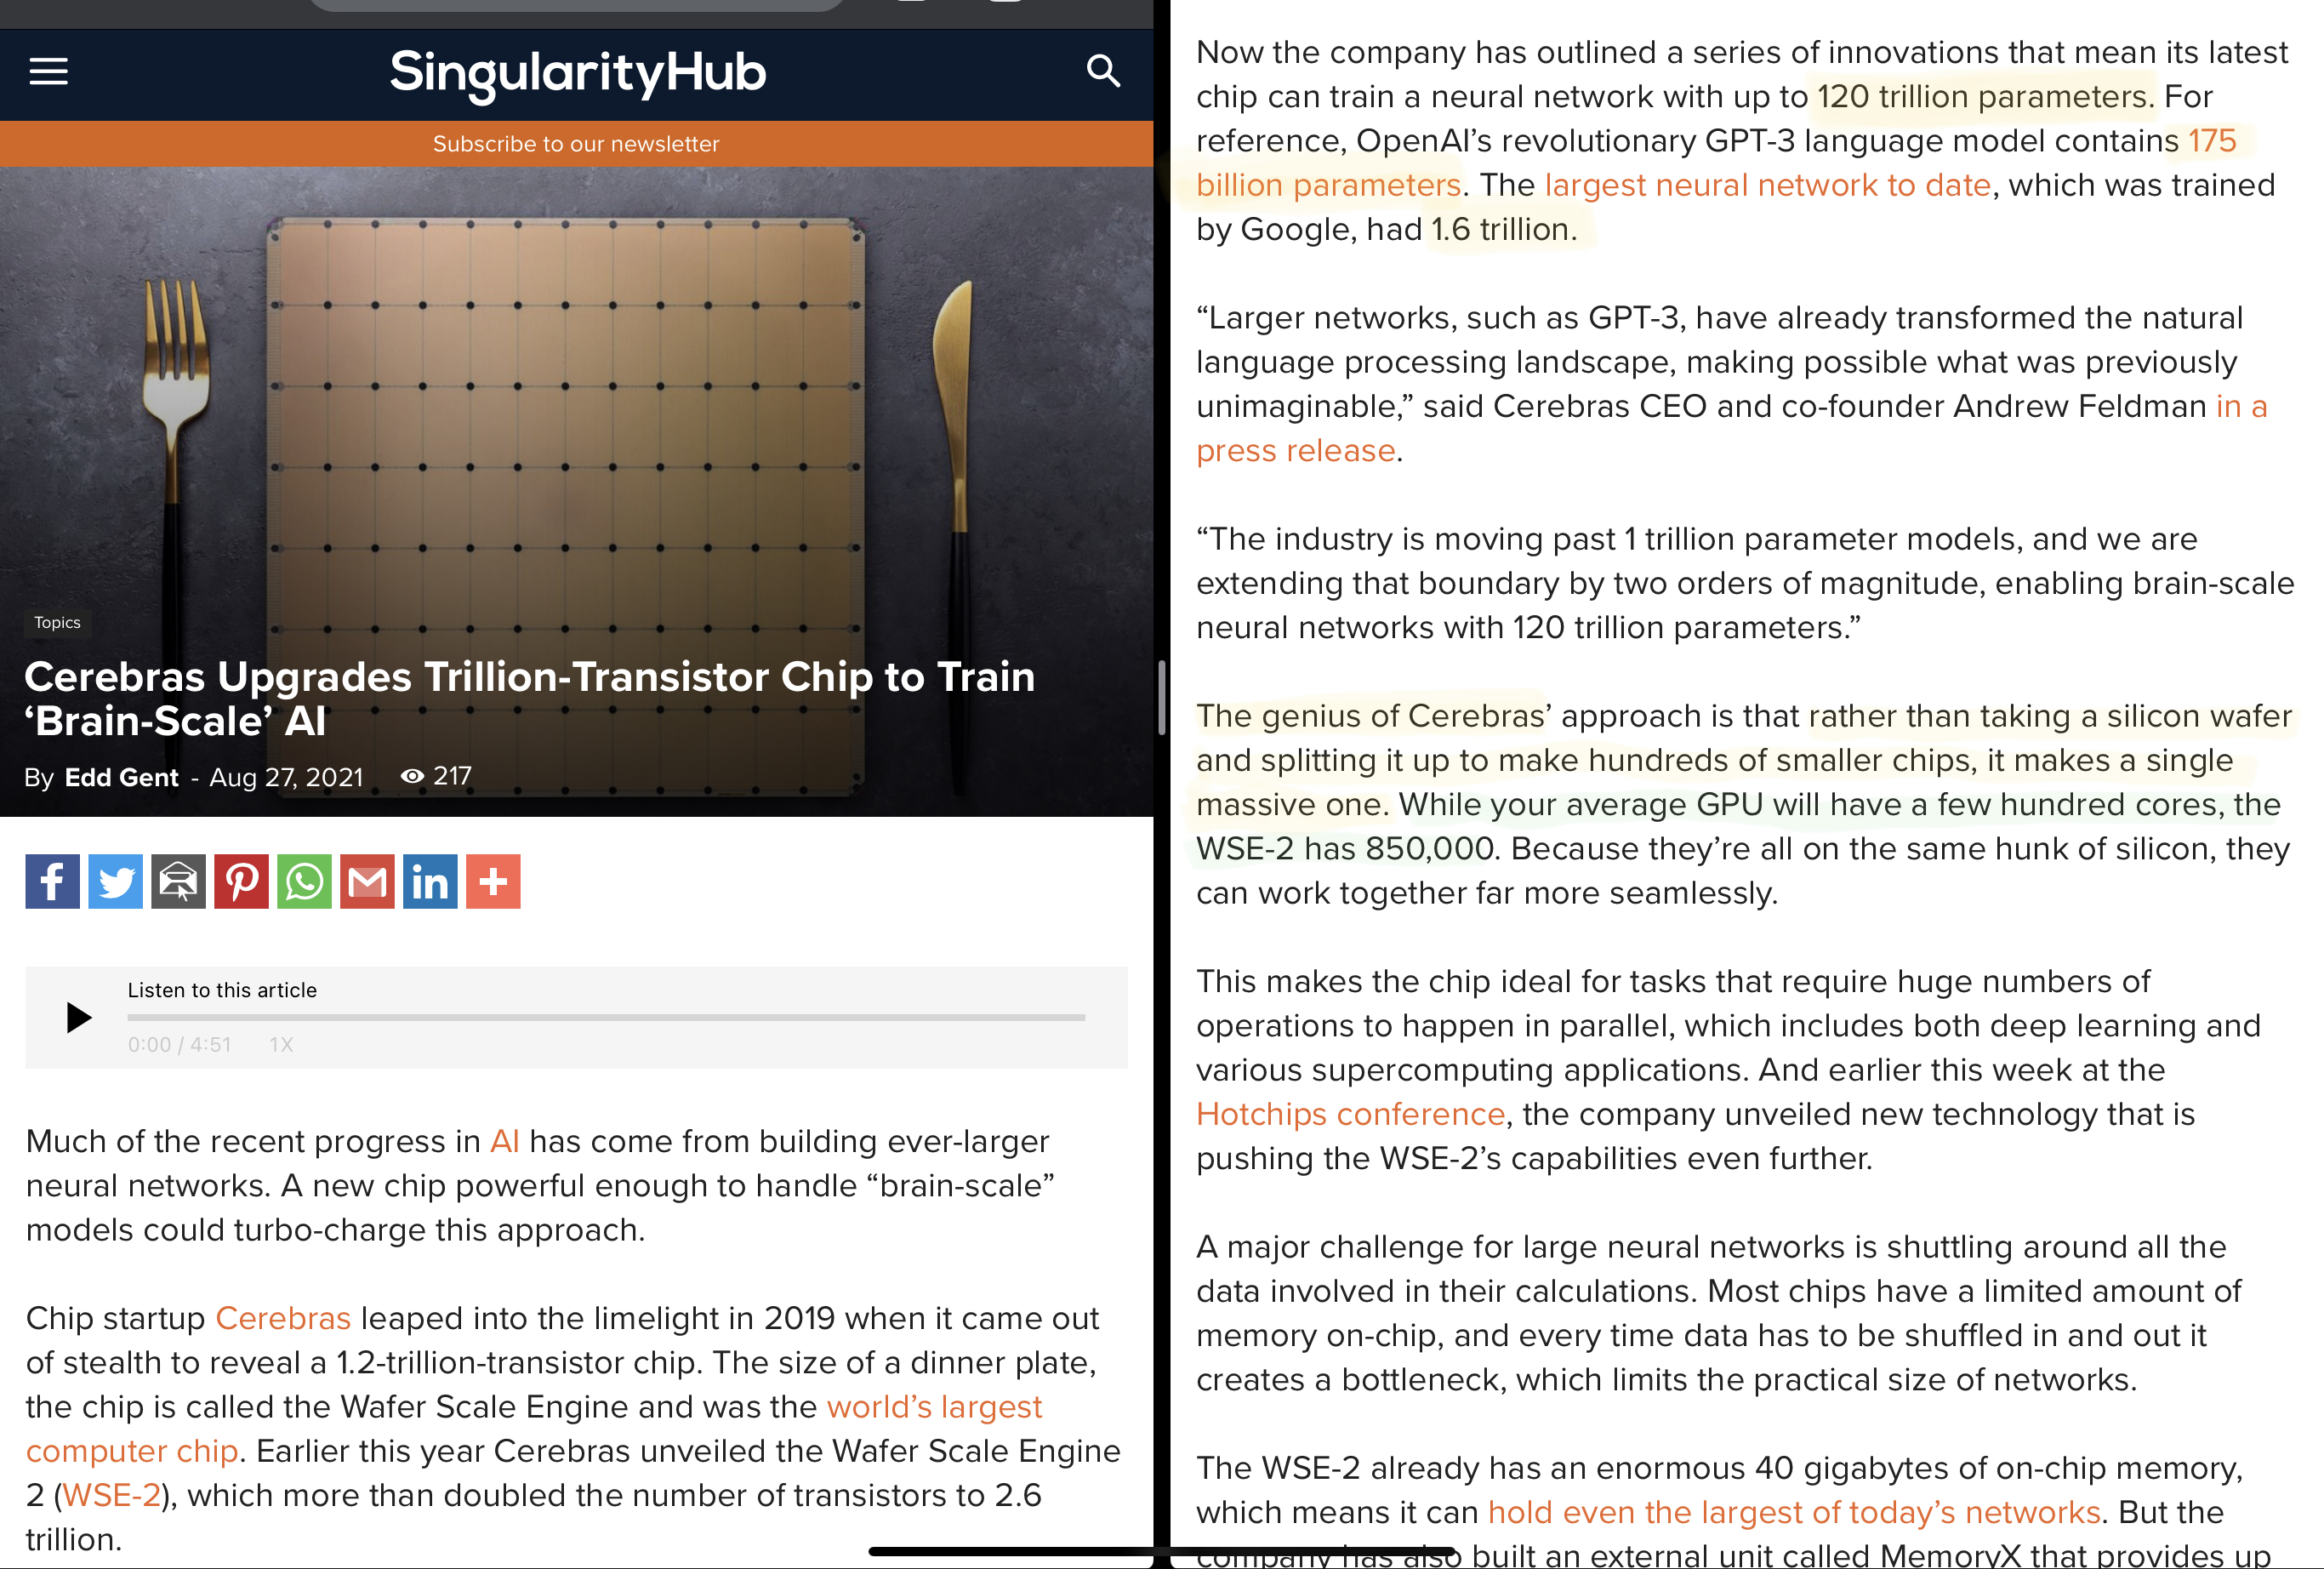 SingularityHub
Subscribe to our newsletter
Topics
Cerebras Upgrades Trillion-Transistor Chip to Train
‘Brain-Scale’ AI
By Edd Gent - Aug 27, 2021 217
Listen to this article
0:00 / 4:51 1X
Much of the recent progress in AI has come from building ever-larger
neural networks. A new chip powerful enough to handle “brain-scale”
models could turbo-charge this approach.
Chip startup Cerebras leaped into the limelight in 2019 when it came out
of stealth to reveal a 1.2-trillion-transistor chip. The size of a dinner plate,
the chip is called the Wafer Scale Engine and was the world’s largest
computer chip. Earlier this year Cerebras unveiled the Wafer Scale Engine
2 (WSE-2), which more than doubled the number of transistors to 2.6
trillion.
Now the company has outlined a series of innovations that mean its latest
chip can train a neural network with up to 120 trillion parameters. For
reference, OpenAI’s revolutionary GPT-3 language model contains 175
billion parameters. The largest neural network to date, which was trained
by Google, had 1.6 trillion.
“Larger networks, such as GPT-3, have already transformed the natural
language processing landscape, making possible what was previously
unimaginable,” said Cerebras CEO and co-founder Andrew Feldman in a
press release.
“The industry is moving past 1 trillion parameter models, and we are
extending that boundary by two orders of magnitude, enabling brain-scale
neural networks with 120 trillion parameters.”
The genius of Cerebras’ approach is that rather than taking a silicon wafer
and splitting it up to make hundreds of smaller chips, it makes a single
massive one. While your average GPU will have a few hundred cores, the
WSE-2 has 850,000. Because they’re all on the same hunk of silicon, they
can work together far more seamlessly.
This makes the chip ideal for tasks that require huge numbers of
operations to happen in parallel, which includes both deep learning and
various supercomputing applications. And earlier this week at the
Hotchips conference, the company unveiled new technology that is
pushing the WSE-2’s capabilities even further.
A major challenge for large neural networks is shuttling around all the
data involved in their calculations. Most chips have a limited amount of
memory on-chip, and every time data has to be shuffled in and out it
creates a bottleneck, which limits the practical size of networks.
The WSE-2 already has an enormous 40 gigabytes of on-chip memory,
which means it can hold even the largest of today’s networks. But the
company has also built an external unit called MemoryX that provides up